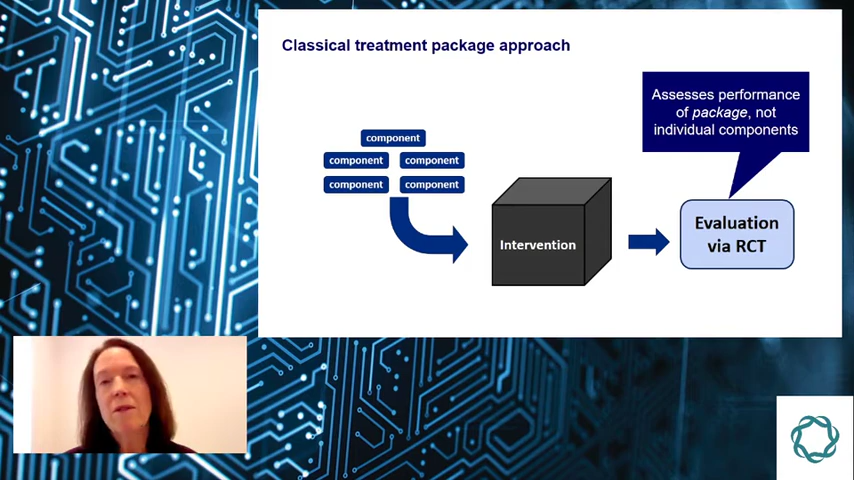 Classical treatment package approach
Assesses performance
of package, not
individual components
component
component component
component component
Intervention
Evaluation
via RCT